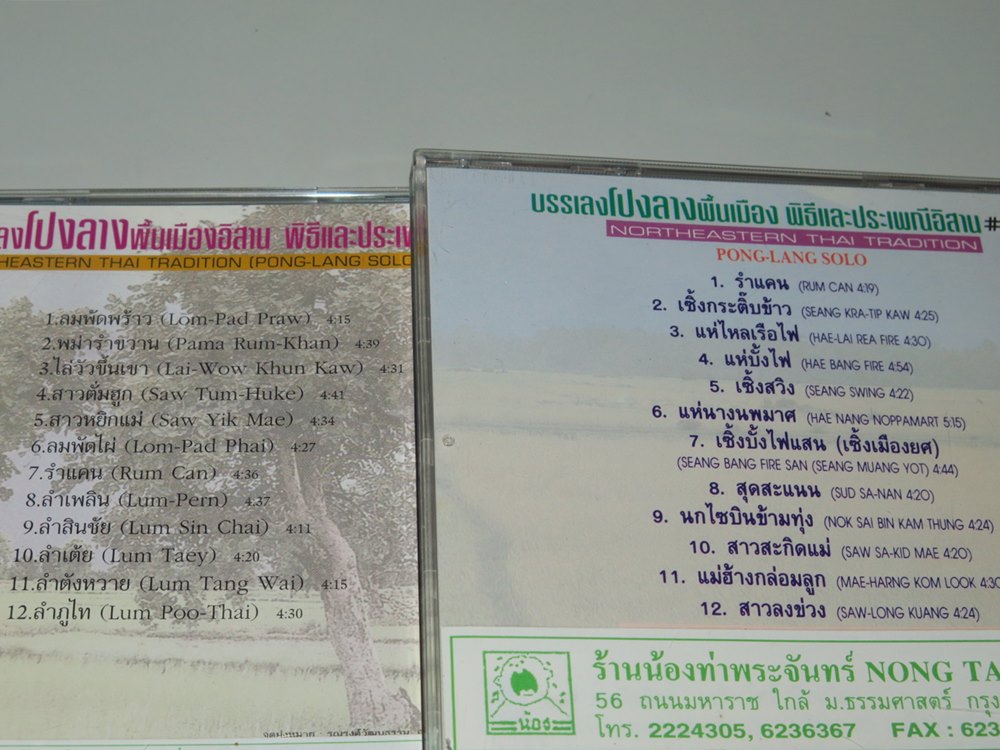 ลงโปงลางพื้นเมืองอีสาน พิธีและประเพ
HEASTERN THAI TRADITION (PONG-LANG SOLO
1.ลมพัดพร้าว (Lom-Pad Praw) 4:15
2.พม่ารำขวาน (Pama Rum-Khan) 4:39
3.ไล่วัวขึ้นเขา (Lai-Wow Khun Kaw) 4:31
4.สาวตั่มฮูก (Saw Tum-Huke) 4:41
5.สาวหยิกแม่ (Saw Yik Mae) 4:34
6.ลมพัดไผ่ (Lom-Pad Phai) 4:27
7.รำแคน (Rum Can) 4:36
8.ลำเพลิน (Lum-Pern) 4:37
9.ลำสินชัย (Lum Sin Chai) 4:11
10.ลำเต้ย (Lum Taey) 4:20
11.ลำตังหวาย (Lum Tang Wai) 4:15
12.ลำภูไท (Lum Poo-Thai) 4:30
บรรเลงโปงลางพื้นเมือง พิธีและประเพณีอิสาน #
NORTHEASTERN THAI TRADITION
PONG-LANG SOLO
1. รำแคน (RUM CAN 4:19)
2. เซิ้งกระติ๊บข้าว (SEANG KRA-TIP KAW 4:25)
3. แห่ไหลเรือไฟ (HAE-LAI REA FIRE 4:30)
4. แห่บั้งไฟ (HAE BANG FIRE 4:54)
5. เซิ้งสวิง (SEANG SWING 4:22)
6. แห่นางนพมาศ (HAE NANG NOPPAMART 5:15)
7. เซิ้งบั้งไฟแสน (เซิ้งเมืองยศ)
(SEANG BANG FIRE SAN (SEANG MUANG YOT) 4:44)
8. สุดสะแนน (SUD SA-NAN 4:20)
9. นกไซบินข้ามทุ่ง (NOK SAI BIN KAM THUNG 4:24)
10. สาวสะกิดแม่ (SAW SA-KID MAE 4:20)
11. แม่ฮ้างกล่อมลูก (MAE-HARNG KOM LOOK 4:30
12. สาวลงข่วง (SAW-LONG KUANG 4:24)
น้อง
ร้านน้องท่าพระจันทร์ NONG TA
56 ถนนมหาราช ใกล้ ม.ธรรมศาสตร์ กรุง
โทร. 2224305, 6236367 FAX : 623